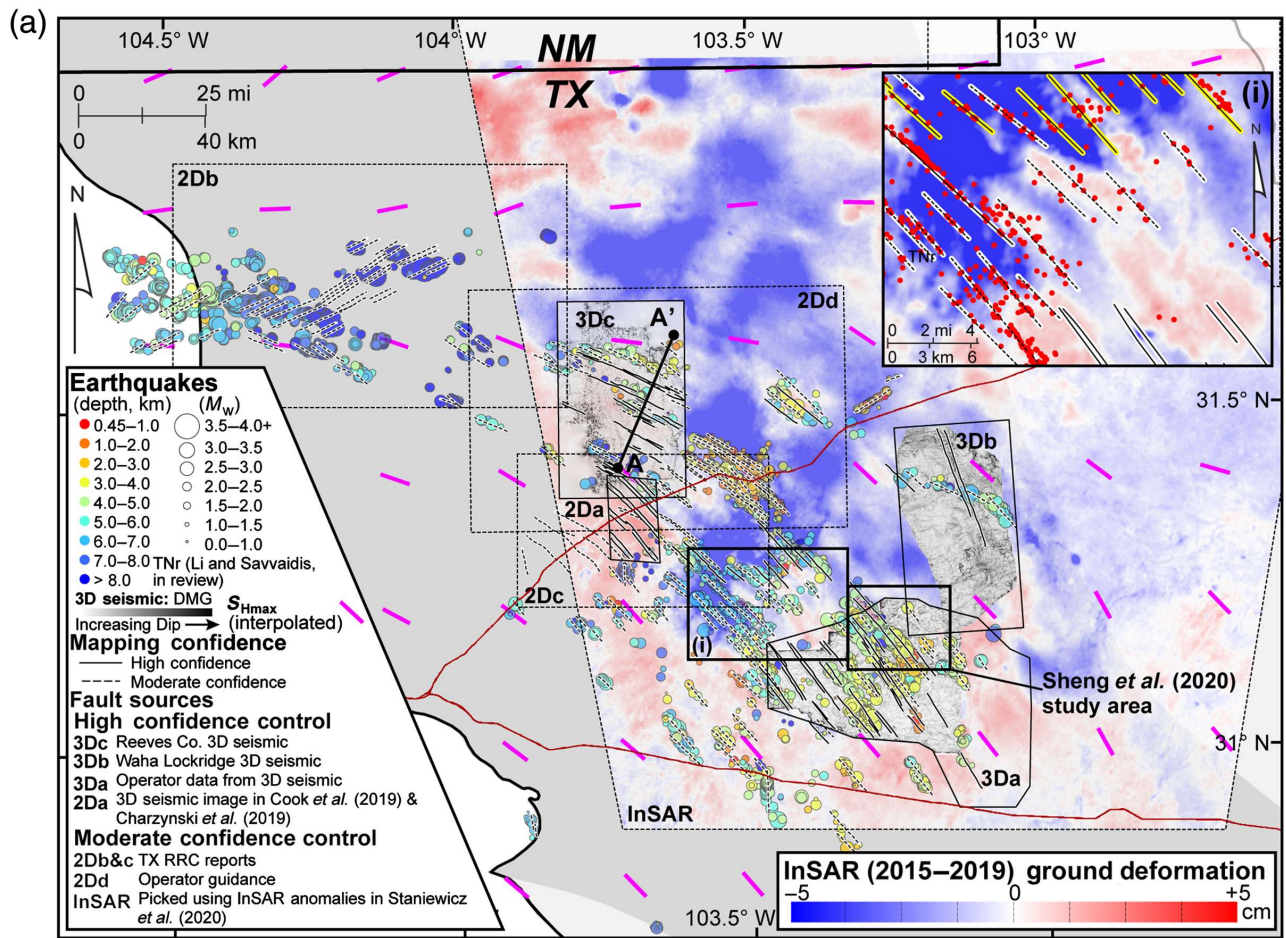 (a)
104.5° W
104° W
103.5° W
103° W
NM
TX
0 25 mi
0 40 km
N
2Db
(i)
N
TNr
0 2 mi 4
0 3 km 6
2Dd
3Dc
A'
A
2Da
2Dc
(i)
3Db
3Da
31.5° N
31° N
Sheng et al. (2020)
study area
InSAR
103.5° W
Earthquakes
(depth, km) (Mw)
0.45–1.0 3.5–4.0+
1.0–2.0 3.0–3.5
2.0–3.0 2.5–3.0
3.0–4.0 2.0–2.5
4.0–5.0 1.5–2.0
5.0–6.0 1.0–1.5
6.0–7.0 0.0–1.0
7.0–8.0 TNr (Li and Savvaidis,
> 8.0 in review)
3D seismic: DMG SHmax
Increasing Dip (interpolated)
Mapping confidence
High confidence
Moderate confidence
Fault sources
High confidence control
3Dc Reeves Co. 3D seismic
3Db Waha Lockridge 3D seismic
3Da Operator data from 3D seismic
2Da 3D seismic image in Cook et al. (2019) &
Charzynski et al. (2019)
Moderate confidence control
2Db&c TX RRC reports
2Dd Operator guidance
InSAR Picked using InSAR anomalies in Staniewicz
et al. (2020)
InSAR (2015–2019) ground deformation
−5 0 +5
cm